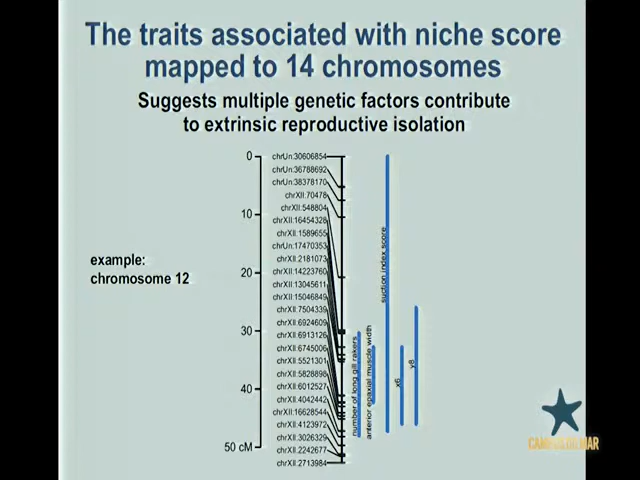 The traits associated with niche score
mapped to 14 chromosomes
Suggests multiple genetic factors contribute
to extrinsic reproductive isolation
example:
chromosome 12
0
10
20
30
40
50 cM
chrUn:30606854
chrUn:36788692
chrUn:38378170
chrXII:70478
chrXII:548804
chrXII:16454328
chrXII:1589655
chrUn:17470353
chrXII:2181073
chrXII:14223760
chrXII:13045611
chrXII:15046849
chrXII:7504339
chrXII:6924609
chrXII:6913126
chrXII:6745006
chrXII:5521301
chrXII:5828898
chrXII:6012527
chrXII:4042442
chrXII:16628544
chrXII:4123972
chrXII:3026329
chrXII:2242677
chrXII:2713984
number of long gill rakers
anterior epaxial muscle width
suction index score
x6
y8
CAMPUS DO MAR